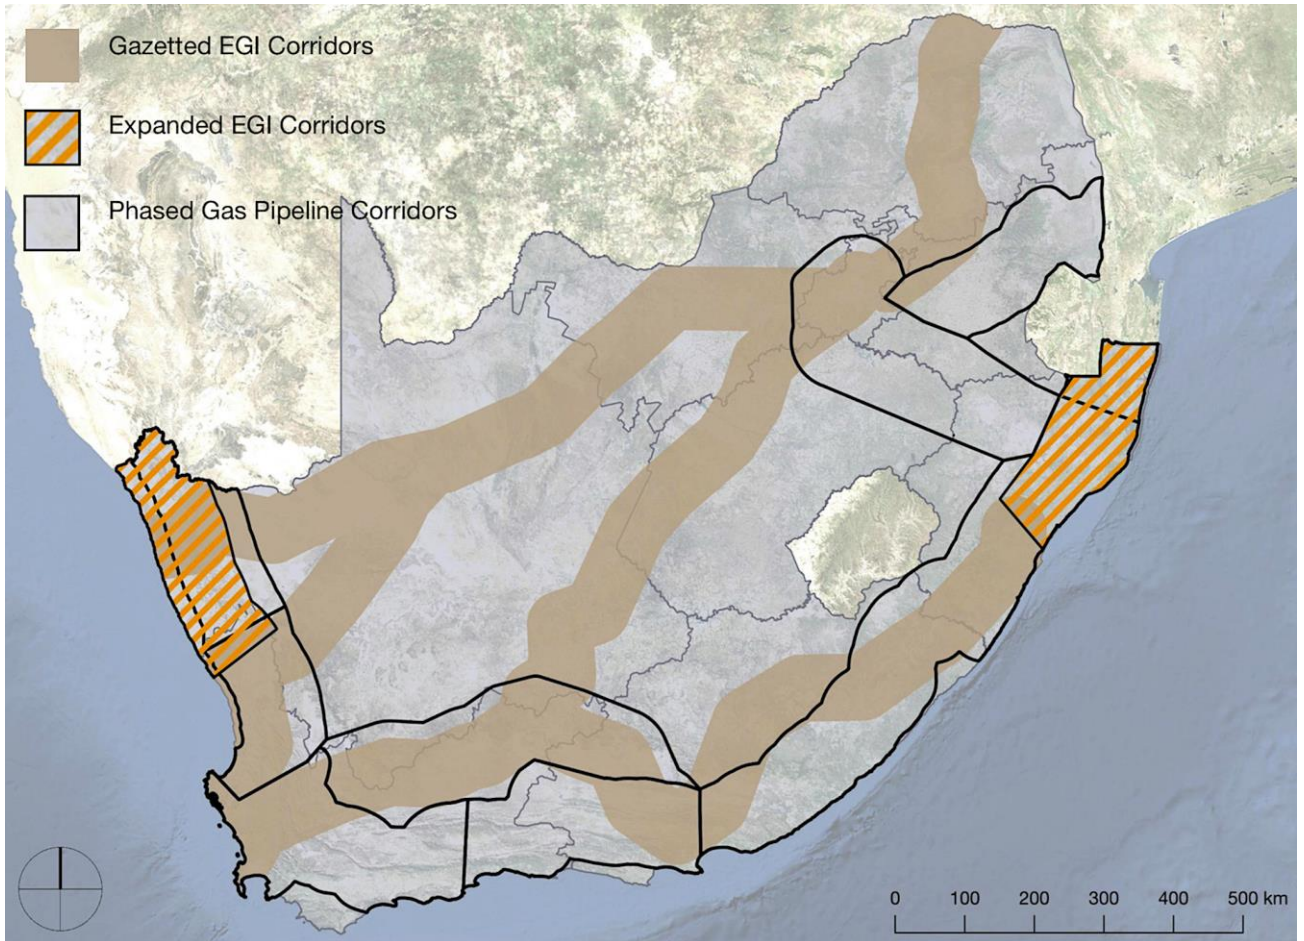 Gazetted EGI Corridors
Expanded EGI Corridors
Phased Gas Pipeline Corridors
0 100 200 300 400 500 km